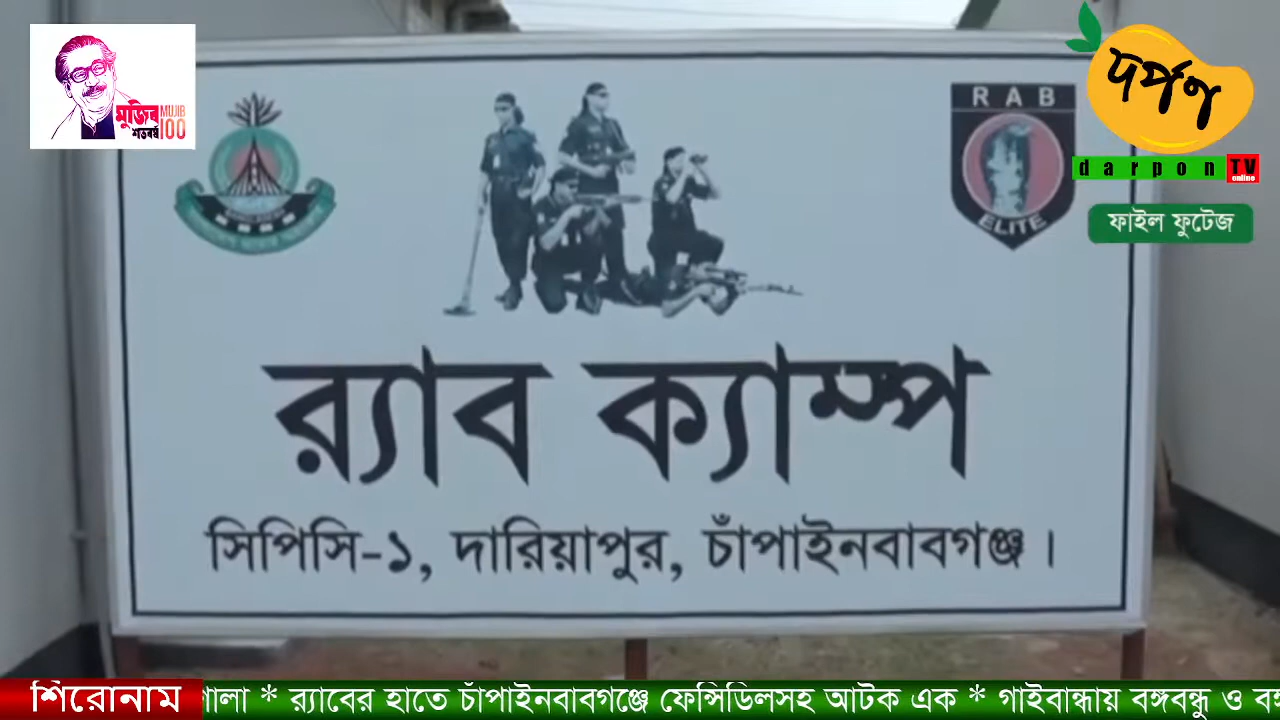 মুজিব
শতবর্ষ
MUJIB
100
RAB
ELITE
দর্পণ
darpon TV
online
ফাইল ফুটেজ
র‍্যাব ক্যাম্প
সিপিসি-১, দারিয়াপুর, চাঁপাইনবাবগঞ্জ।
শিরোনাম
* র‍্যাবের হাতে চাঁপাইনবাবগঞ্জে ফেন্সিডিলসহ আটক এক * গাইবান্ধায় বঙ্গবন্ধু ও